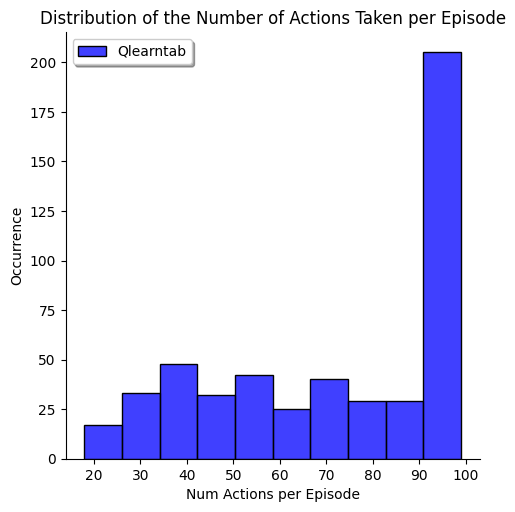 Distribution of the Number of Actions Taken per Episode
Qlearntab
200
175
150
125
100
75
50
25
0
Occurrence
20 30 40 50 60 70 80 90 100
Num Actions per Episode